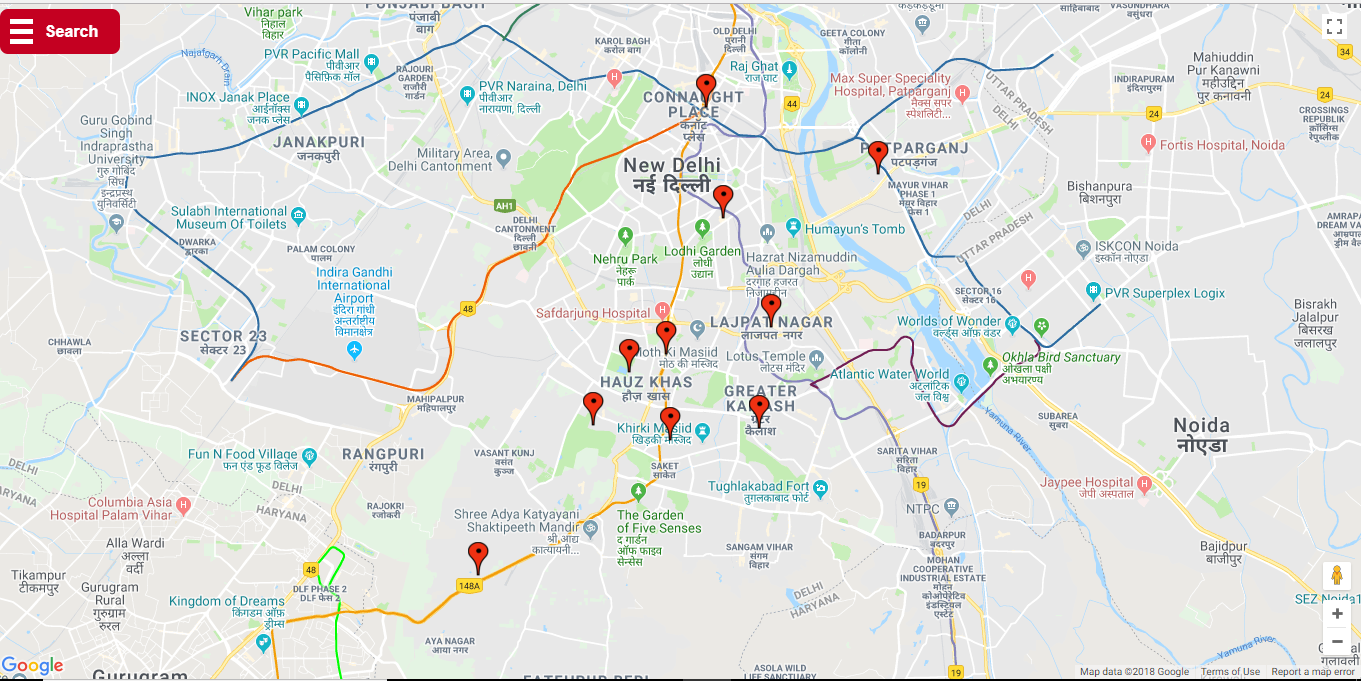 Search
Vihar park
निहाल
विहार
PUNJABI BAGH
पंजाबी
बाग
KAROL BAGH
करोल बाग
OLD DELHI
पुरानी
दिल्ली
GEETA COLONY
गीता
कॉलोनी
कड़कड़डूमा
साहिबाबाद
VASUNDHARA
वसुंधरा
34
PVR Pacific Mall
पीवीआर
पैसिफ़िक मॉल
Najafgarh Drain
RAJOURI
GARDEN
राजौरी
गार्डन
Raj Ghat
राज घाट
Mahiuddin
Pur Kanawni
महीउद्दिन
पुर कनावनी
Max Super Speciality
Hospital, Patparganj
मैक्स सुपर
स्पेशलिटी...
UTTAR PRADESH
DELHI
INDIRAPURAM
इंदिरापुरम
24
24
44
INOX Janak Place
आईनॉक्स
जनक प्लेस
PVR Naraina, Delhi
पीवीआर
नारायणा, दिल्ली
CONNAUGHT
PLACE
कनॉट
प्लेस
CROSSINGS
REPUBLIK
क्रॉसिंग्स
रेपब्लीक
Guru Gobind
Singh
Indraprastha
University
गुरु गोबिंद
सिंघ
इन्द्रप्रस्थ
यूनिवर्सिटी
JANAKPURI
जनकपुरी
Military Area,
Delhi Cantonment
New Delhi
नई दिल्ली
PATPARGANJ
पटपड़गंज
Fortis Hospital, Noida
MAYUR VIHAR
PHASE 1
मयूर विहार
फेस 1
Bishanpura
बिशनपुरा
AH1
Sulabh International
Museum Of Toilets
DELHI
CANTONMENT
दिल्ली
छावनी
DELHI
UTTAR PRADESH
DWARKA
द्वारका
PALAM COLONY
पालम
कॉलोनी
Humayun's Tomb
ISKCON Noida
इस्कॉन नोएडा
Nehru Park
नेहरू
पार्क
Lodhi Garden
लोधी
उद्यान
Hazrat Nizamuddin
Aulia Dargah
दरगाह हजरत
निजामुद्दीन
Indira Gandhi
International
Airport
इंदिरा गांधी
अन्तर्राष्ट्रीय
विमानक्षेत्र
SECTOR 16
सेक्टर 16
PVR Superplex Logix
48
Safdarjung Hospital
LAJPAT NAGAR
लाजपत नगर
Worlds of Wonder
वर्ल्ड्स ऑफ़ वंडर
Bisrakh
Jalalpur
बिसरख
जलालपुर
SECTOR 23
सेक्टर 23
CHHAWLA
छावला
Moth Ki Masjid
मोठ की मस्जिद
Lotus Temple
लोटस मंदिर
Okhla Bird Sanctuary
ओखला पक्षी
अभयारण्य
Atlantic Water World
अटलांटिक
जल विश्व
HAUZ KHAS
हौज़ खास
GREATER
KAILASH
ग्रेटर
कैलाश
MAHIPALPUR
महिपालपुर
Yamuna River
SUBAREA
सुबरा
Noida
नोएडा
Khirki Masjid
खिड़की मस्जिद
Fun N Food Village
फन एंड फूड विलेज
RANGPURI
रंगपुरी
VASANT KUNJ
वसंत
कुन्ज
SAKET
साकेत
SARITA VIHAR
सरिता
विहार
DELHI
DELHI
HARYANA
Tughlakabad Fort
तुगलकाबाद फोर्ट
19
Jaypee Hospital
जेपी अस्पताल
Columbia Asia
Hospital Palam Vihar
RAJOKRI
रजोकरी
Shree Adya Katyayani
Shaktipeeth Mandir
श्री आद्य
कात्यायनी...
The Garden
of Five Senses
द गार्डन
ऑफ फाइव
सेन्सेस
NTPC
BADARPUR
बदरपुर
Alla Wardi
अल्ला
वर्दी
SANGAM VIHAR
संगम
विहार
Bajidpur
बाजीपुर
MOHAN
COOPERATIVE
INDUSTRIAL ESTATE
मोहन
कोओपेरेटिव
इंडस्ट्रियल
एस्टेट
Tikampur
टीकमपुर
48
148A
Gurugram
Rural
गुरुग्राम
रूरल
DLF PHASE 2
DLF फेस 2
DELHI
HARYANA
SEZ Noida
Kingdom of Dreams
किंगडम ऑफ़
ड्रीम्स
AYA NAGAR
आया नगर
Yamuna River
Google
Gurugram
FATEHPUR BERI
ASOLA WILD
LIFE SANCTUARY
19
Map data ©2018 Google
Terms of Use
Report a map error